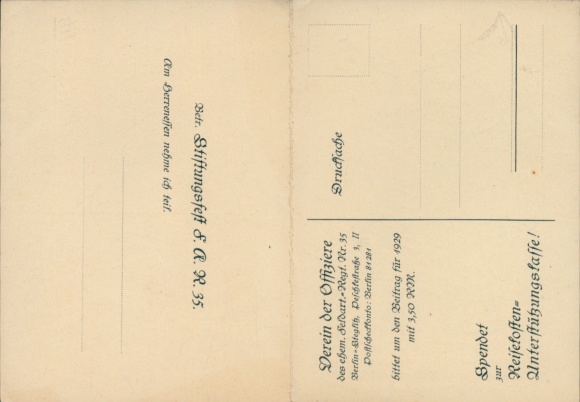 Betr. Stiftungsfest F. A. R. 35.
Am Herrenessen nehme ich teil.
Drucksache
Verein der Offiziere
des ehem. Feldart.-Regt. Nr. 35
Berlin-Steglitz, Peschkestraße 3, II
Postscheckkonto: Berlin 81281
bittet um den Beitrag für 1929
mit 3,50 RM.
Spendet
zur
Reisekosten=
Unterstützungskasse!